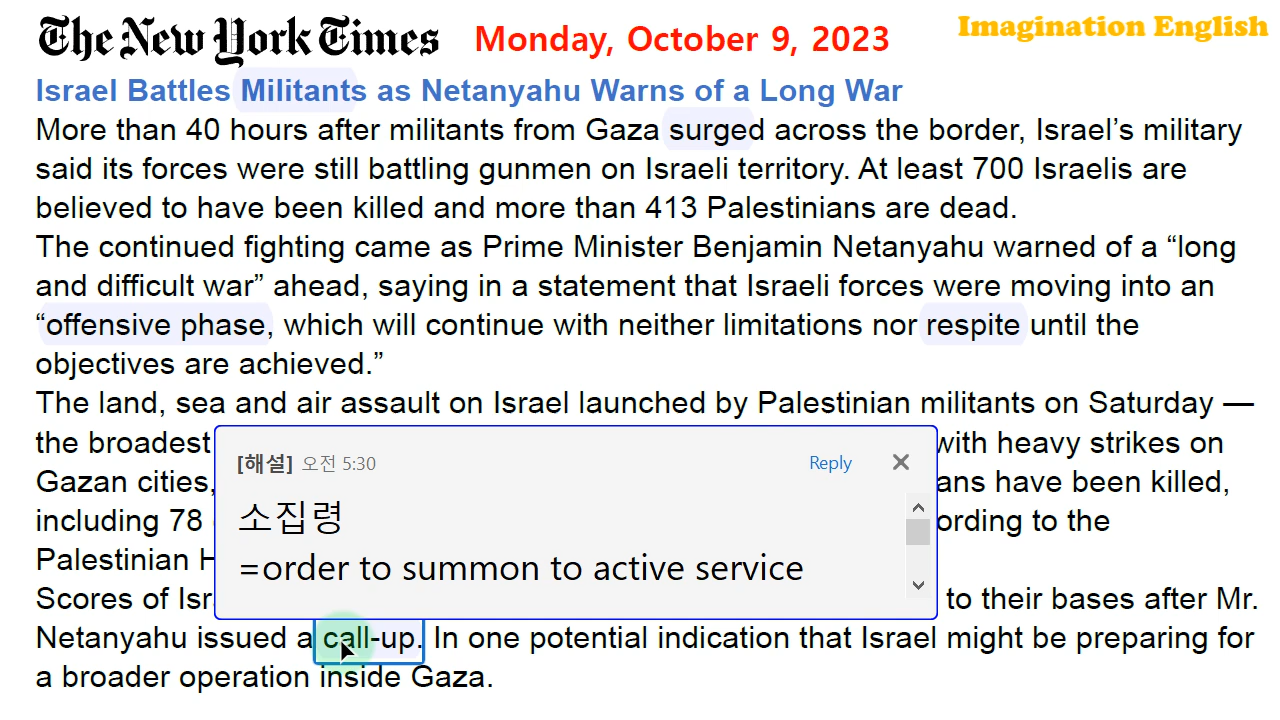 The New York Times
Monday, October 9, 2023
Imagination English
Israel Battles Militants as Netanyahu Warns of a Long War
More than 40 hours after militants from Gaza surged across the border, Israel’s military
said its forces were still battling gunmen on Israeli territory. At least 700 Israelis are
believed to have been killed and more than 413 Palestinians are dead.
The continued fighting came as Prime Minister Benjamin Netanyahu warned of a “long
and difficult war” ahead, saying in a statement that Israeli forces were moving into an
“offensive phase, which will continue with neither limitations nor respite until the
objectives are achieved.”
The land, sea and air assault on Israel launched by Palestinian militants on Saturday —
the broadest with heavy strikes on
Gazan cities, have been killed,
including 78 to the
Palestinian
Scores of to their bases after Mr.
Netanyahu issued a call-up. In one potential indication that Israel might be preparing for
a broader operation inside Gaza.
[해설] 오전 5:30
Reply
소집령
=order to summon to active service